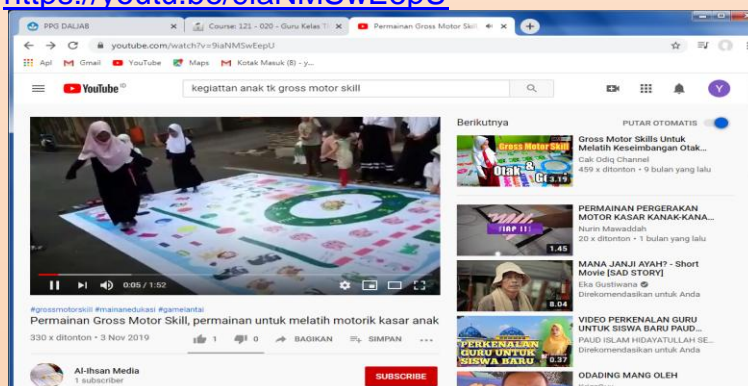 PPG DALJAB
Course: 121 - 020 - Guru Kelas T
Permainan Gross Motor Skil
youtube.com/watch?v=9iaNMSwEepU
Apl
Gmail
YouTube
Maps
Kotak Masuk (8) - y...
YouTube ID
kegiattan anak tk gross motor skill
Y
Berikutnya
PUTAR OTOMATIS
0:05 / 1:52
#grossmotorskill #mainanedukasi #gamelantai
Permainan Gross Motor Skill, permainan untuk melatih motorik kasar anak
330 x ditonton • 3 Nov 2019
1
0
BAGIKAN
SIMPAN
Al-Ihsan Media
1 subscriber
SUBSCRIBE
Gross Motor Skill
Otak &
3.19
Gross Motor Skills Untuk
Melatih Keseimbangan Otak...
Cak Odiq Channel
459 x ditonton • 9 bulan yang lalu
1.45
PERMAINAN PERGERAKAN
MOTOR KASAR KANAK-KANA...
Nurin Mawaddah
20 x ditonton • 1 bulan yang lalu
8.04
MANA JANJI AYAH? - Short
Movie [SAD STORY]
Eka Gustiwana
Direkomendasikan untuk Anda
PERKENALAN
GURU UNTUK
SISWA BARU
0.37
VIDEO PERKENALAN GURU
UNTUK SISWA BARU PAUD...
PAUD ISLAM HIDAYATULLAH SE...
Direkomendasikan untuk Anda
ODADING MANG OLEH